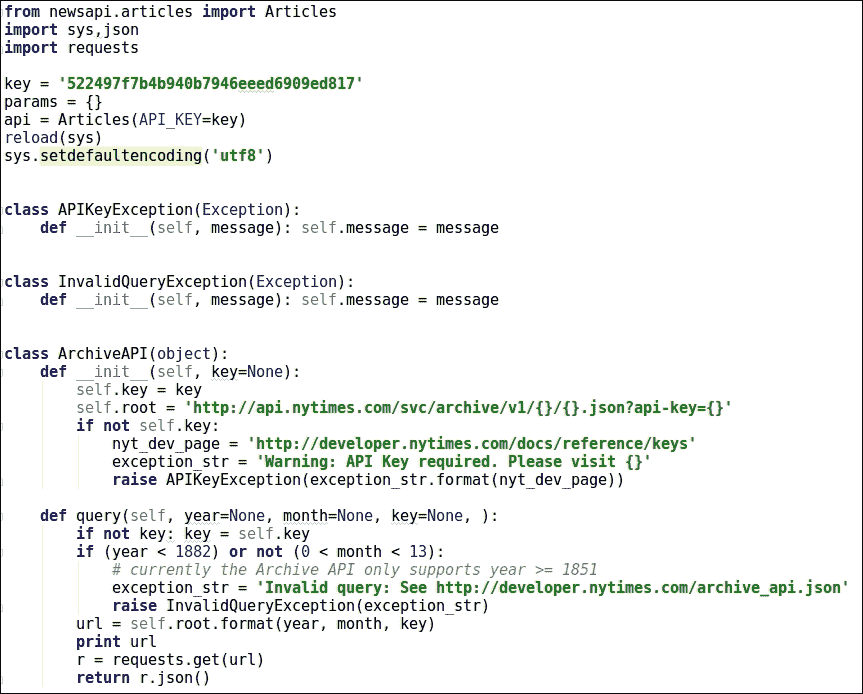 from newsapi.articles import Articles
import sys,json
import requests
key = '522497f7b4b940b7946eeed6909ed817'
params = {}
api = Articles(API_KEY=key)
reload(sys)
sys.setdefaultencoding('utf8')
class APIKeyException(Exception):
    def __init__(self, message): self.message = message
class InvalidQueryException(Exception):
    def __init__(self, message): self.message = message
class ArchiveAPI(object):
    def __init__(self, key=None):
        self.key = key
        self.root = 'http://api.nytimes.com/svc/archive/v1/{}/{}.json?api-key={}'
        if not self.key:
            nyt_dev_page = 'http://developer.nytimes.com/docs/reference/keys'
            exception_str = 'Warning: API Key required. Please visit {}'
            raise APIKeyException(exception_str.format(nyt_dev_page))
    def query(self, year=None, month=None, key=None, ):
        if not key: key = self.key
        if (year < 1882) or not (0 < month < 13):
            # currently the Archive API only supports year >= 1851
            exception_str = 'Invalid query: See http://developer.nytimes.com/archive_api.json'
            raise InvalidQueryException(exception_str)
        url = self.root.format(year, month, key)
        print url
        r = requests.get(url)
        return r.json()